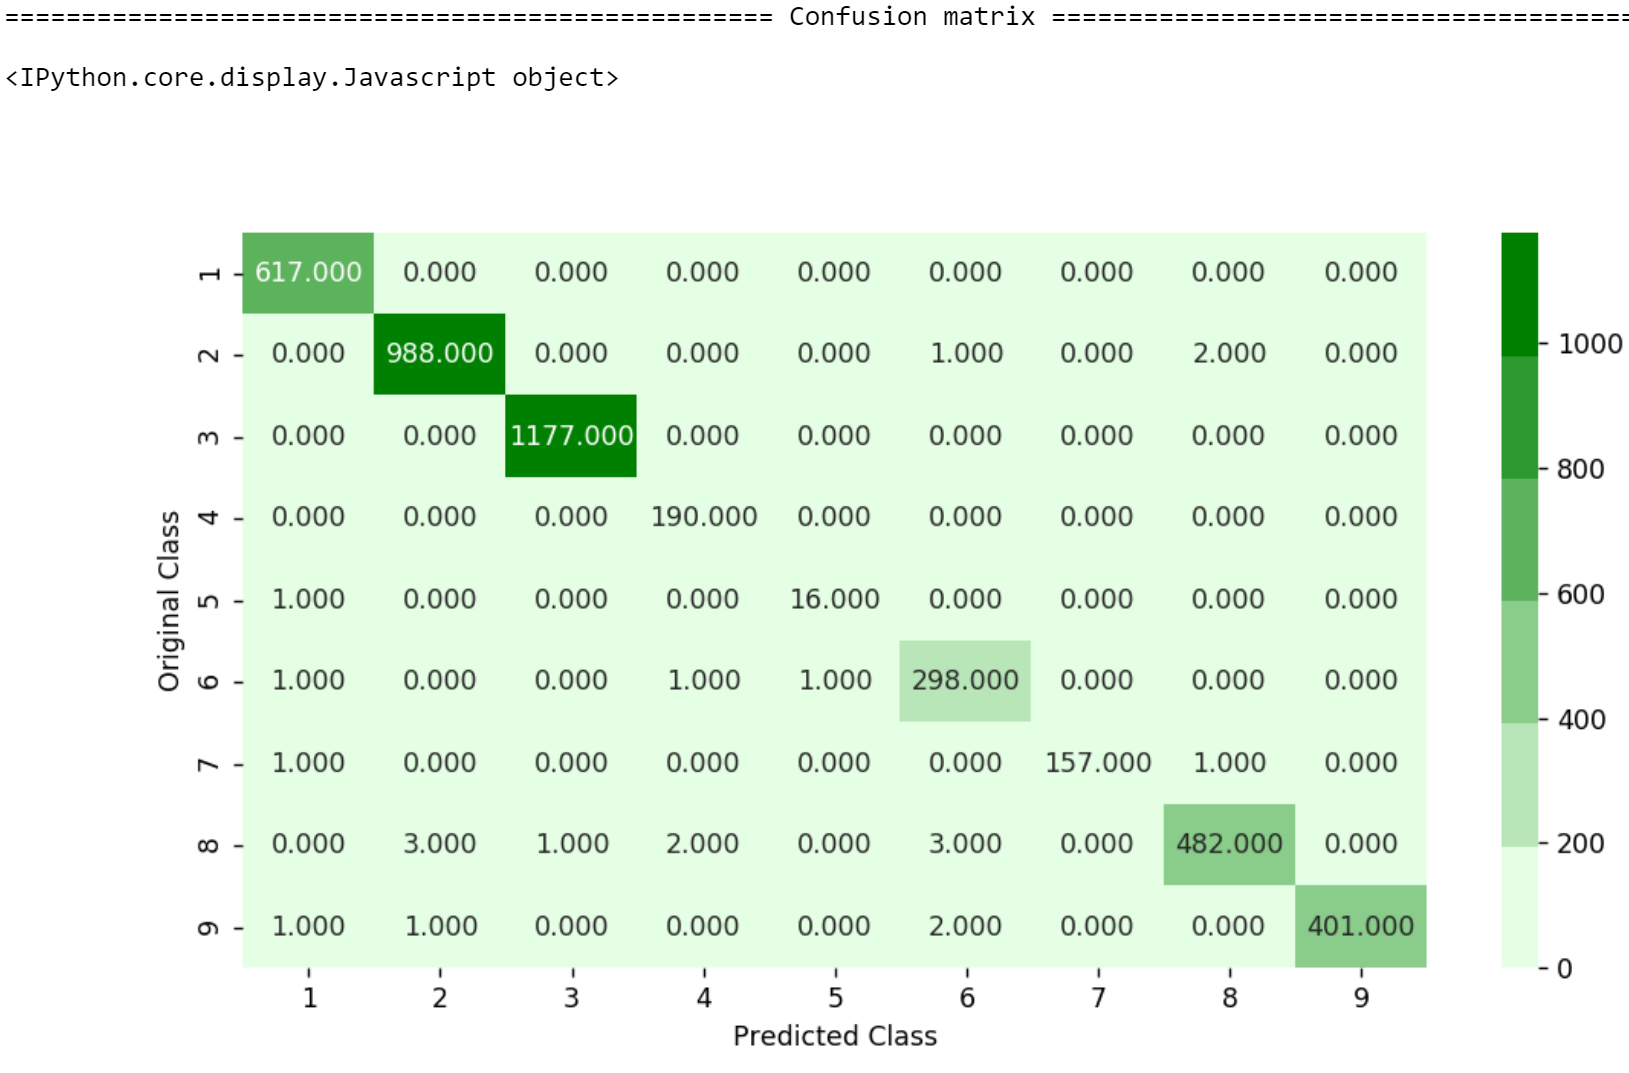 ================================================== Confusion matrix ======================================
<IPython.core.display.Javascript object>
1 617.000 0.000 0.000 0.000 0.000 0.000 0.000 0.000 0.000
2 0.000 988.000 0.000 0.000 0.000 1.000 0.000 2.000 0.000
3 0.000 0.000 1177.000 0.000 0.000 0.000 0.000 0.000 0.000
4 0.000 0.000 0.000 190.000 0.000 0.000 0.000 0.000 0.000
5 1.000 0.000 0.000 0.000 16.000 0.000 0.000 0.000 0.000
6 1.000 0.000 0.000 1.000 1.000 298.000 0.000 0.000 0.000
7 1.000 0.000 0.000 0.000 0.000 0.000 157.000 1.000 0.000
8 0.000 3.000 1.000 2.000 0.000 3.000 0.000 482.000 0.000
9 1.000 1.000 0.000 0.000 0.000 2.000 0.000 0.000 401.000
1 2 3 4 5 6 7 8 9
Predicted Class
Original Class
1000
800
600
400
200
0